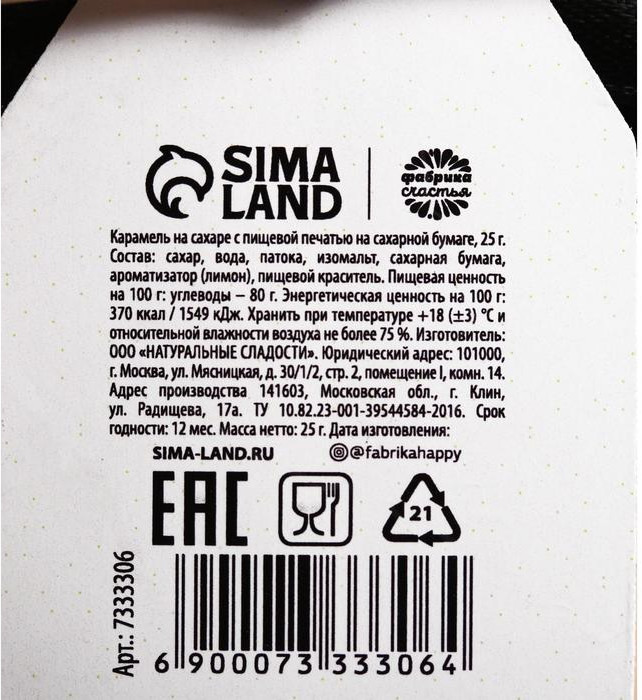 SIMA
LAND
фабрика
счастья
Карамель на сахаре с пищевой печатью на сахарной бумаге, 25 г.
Состав: сахар, вода, патока, изомальт, сахарная бумага,
ароматизатор (лимон), пищевой краситель. Пищевая ценность
на 100 г: углеводы – 80 г. Энергетическая ценность на 100 г:
370 ккал / 1549 кДж. Хранить при температуре +18 (±3) °С и
относительной влажности воздуха не более 75 %. Изготовитель:
ООО «НАТУРАЛЬНЫЕ СЛАДОСТИ». Юридический адрес: 101000,
г. Москва, ул. Мясницкая, д. 30/1/2, стр. 2, помещение I, комн. 14.
Адрес производства 141603, Московская обл., г. Клин,
ул. Радищева, 17а. ТУ 10.82.23-001-39544584-2016. Срок
годности: 12 мес. Масса нетто: 25 г. Дата изготовления:
SIMA-LAND.RU @fabrikahappy
EAC
21
Арт.: 7333306
6 900073 333064